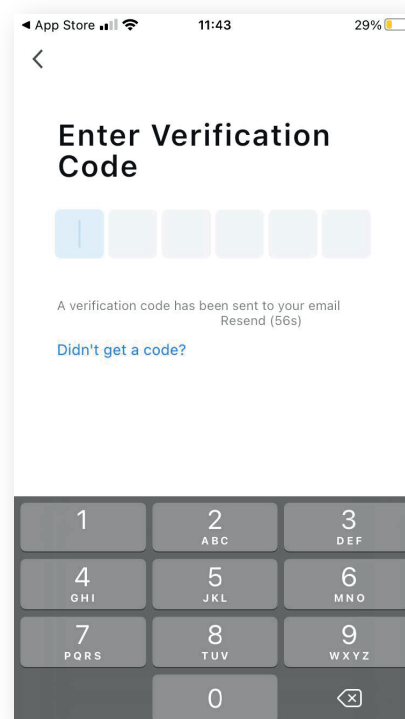 ◀ App Store 11:43 29%
Enter Verification
Code
A verification code has been sent to your email
Resend (56s)
Didn't get a code?
1 2 3
ABC DEF
4 5 6
GHI JKL MNO
7 8 9
PQRS TUV WXYZ
0